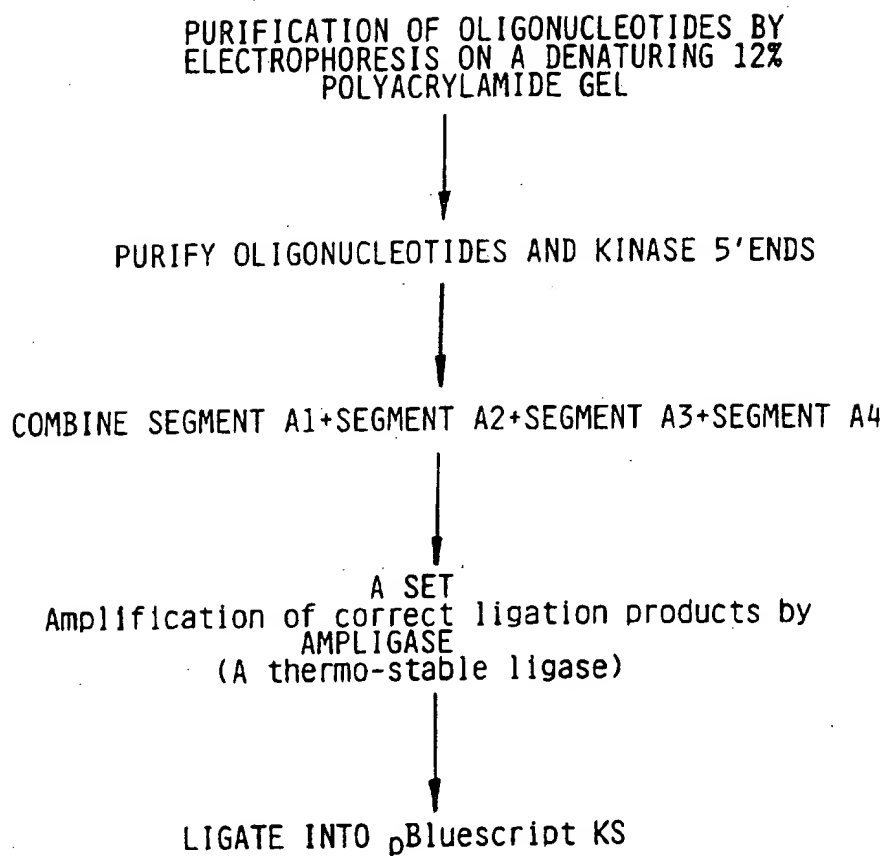 PURIFICATION OF OLIGONUCLEOTIDES BY
ELECTROPHORESIS ON A DENATURING 12%
POLYACRYLAMIDE GEL
PURIFY OLIGONUCLEOTIDES AND KINASE 5'ENDS
COMBINE SEGMENT A1+SEGMENT A2+SEGMENT A3+SEGMENT A4
A SET
Amplification of correct ligation products by
AMPLIGASE
(A thermo-stable ligase)
LIGATE INTO pBluescript KS